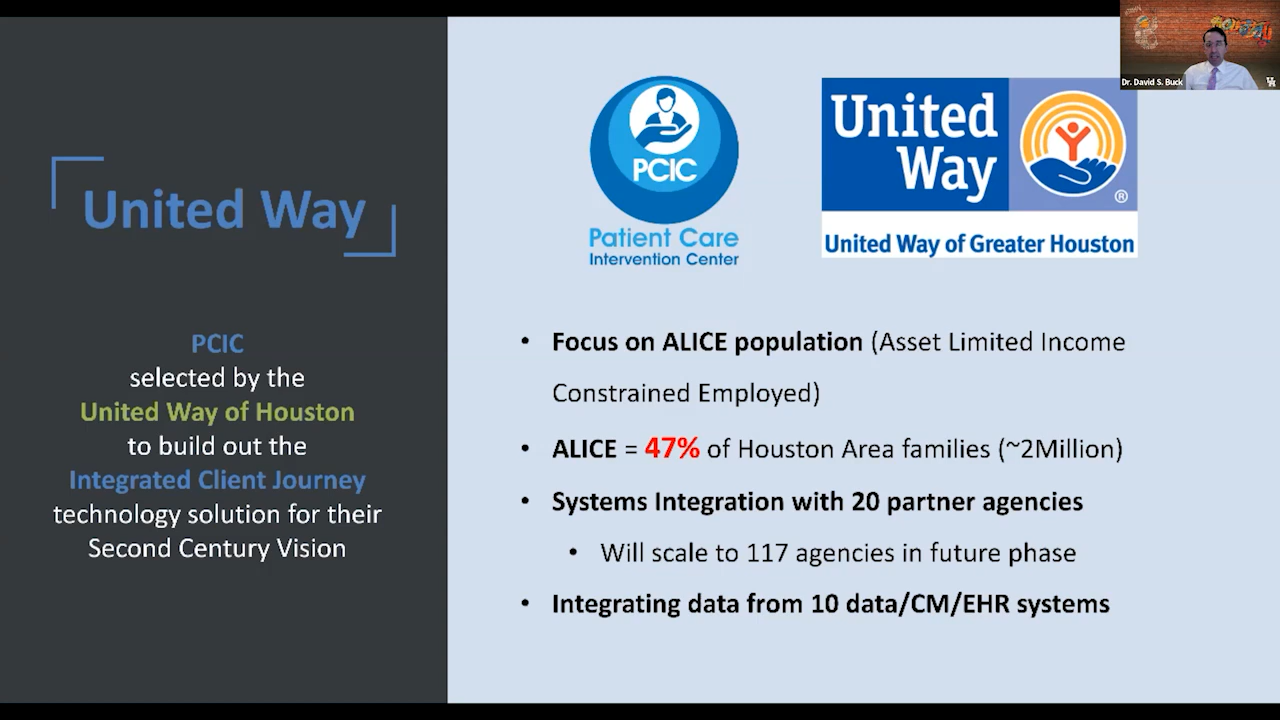 Dr. David S. Buck
United Way
PCIC
selected by the
United Way of Houston
to build out the
Integrated Client Journey
technology solution for their
Second Century Vision
PCIC
Patient Care
Intervention Center
United
Way
®
United Way of Greater Houston
• Focus on ALICE population (Asset Limited Income
Constrained Employed)
• ALICE = 47% of Houston Area families (~2Million)
• Systems Integration with 20 partner agencies
• Will scale to 117 agencies in future phase
• Integrating data from 10 data/CM/EHR systems